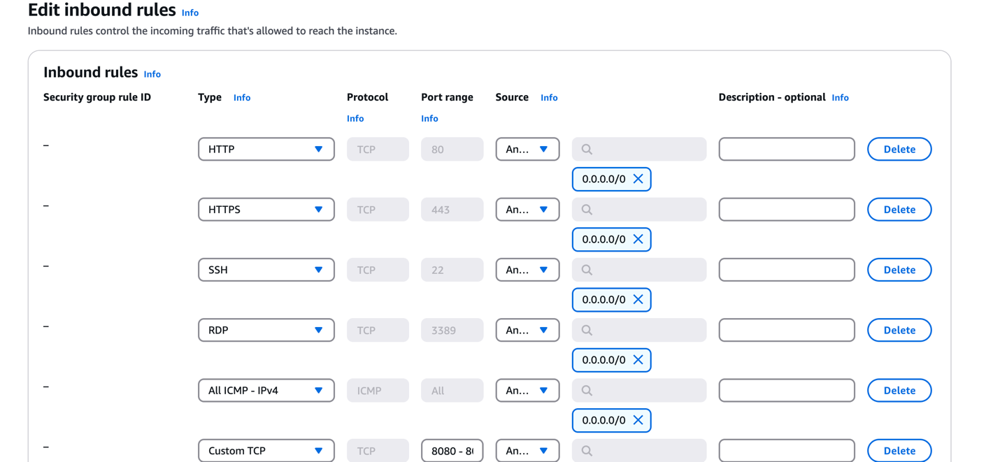 Edit inbound rules Info
Inbound rules control the incoming traffic that's allowed to reach the instance.
Inbound rules Info
Security group rule ID Type Info Protocol Port range Source Info Description - optional Info
Info Info
– HTTP TCP 80 An... Delete
0.0.0.0/0
– HTTPS TCP 443 An... Delete
0.0.0.0/0
– SSH TCP 22 An... Delete
0.0.0.0/0
– RDP TCP 3389 An... Delete
0.0.0.0/0
– All ICMP - IPv4 ICMP All An... Delete
0.0.0.0/0
– Custom TCP TCP 8080 - An... Delete